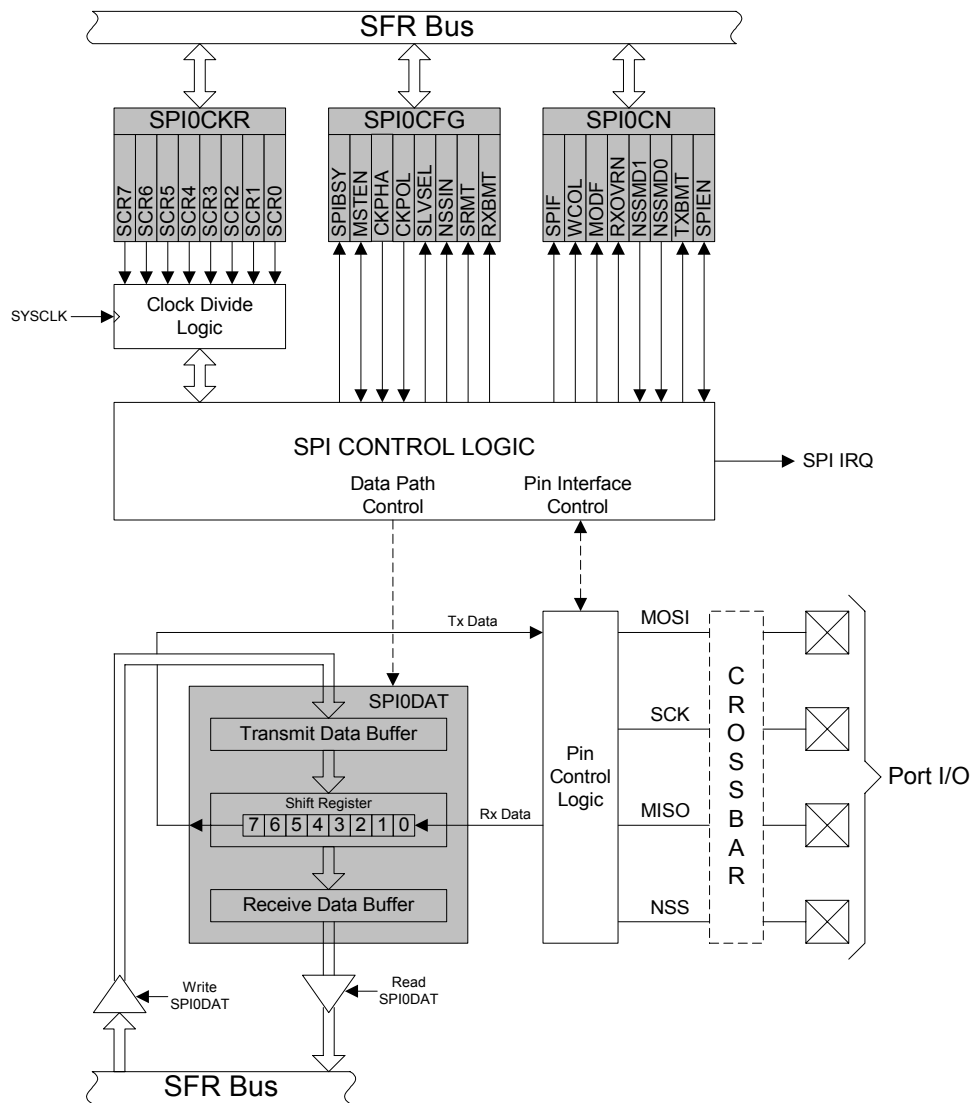 SFR Bus
SPI0CKR
SCR7
SCR6
SCR5
SCR4
SCR3
SCR2
SCR1
SCR0
SPI0CFG
SPIBSY
MSTEN
CKPHA
CKPOL
SLVSEL
NSSIN
SRMT
RXBMT
SPI0CN
SPIF
WCOL
MODF
RXOVRN
NSSMD1
NSSMD0
TXBMT
SPIEN
SYSCLK
Clock Divide
Logic
SPI CONTROL LOGIC
Data Path
Control
Pin Interface
Control
SPI IRQ
Tx Data
SPI0DAT
Transmit Data Buffer
Shift Register
7 6 5 4 3 2 1 0
Rx Data
Receive Data Buffer
Pin
Control
Logic
MOSI
SCK
MISO
NSS
CROSSBAR
Port I/O
Write
SPI0DAT
Read
SPI0DAT
SFR Bus